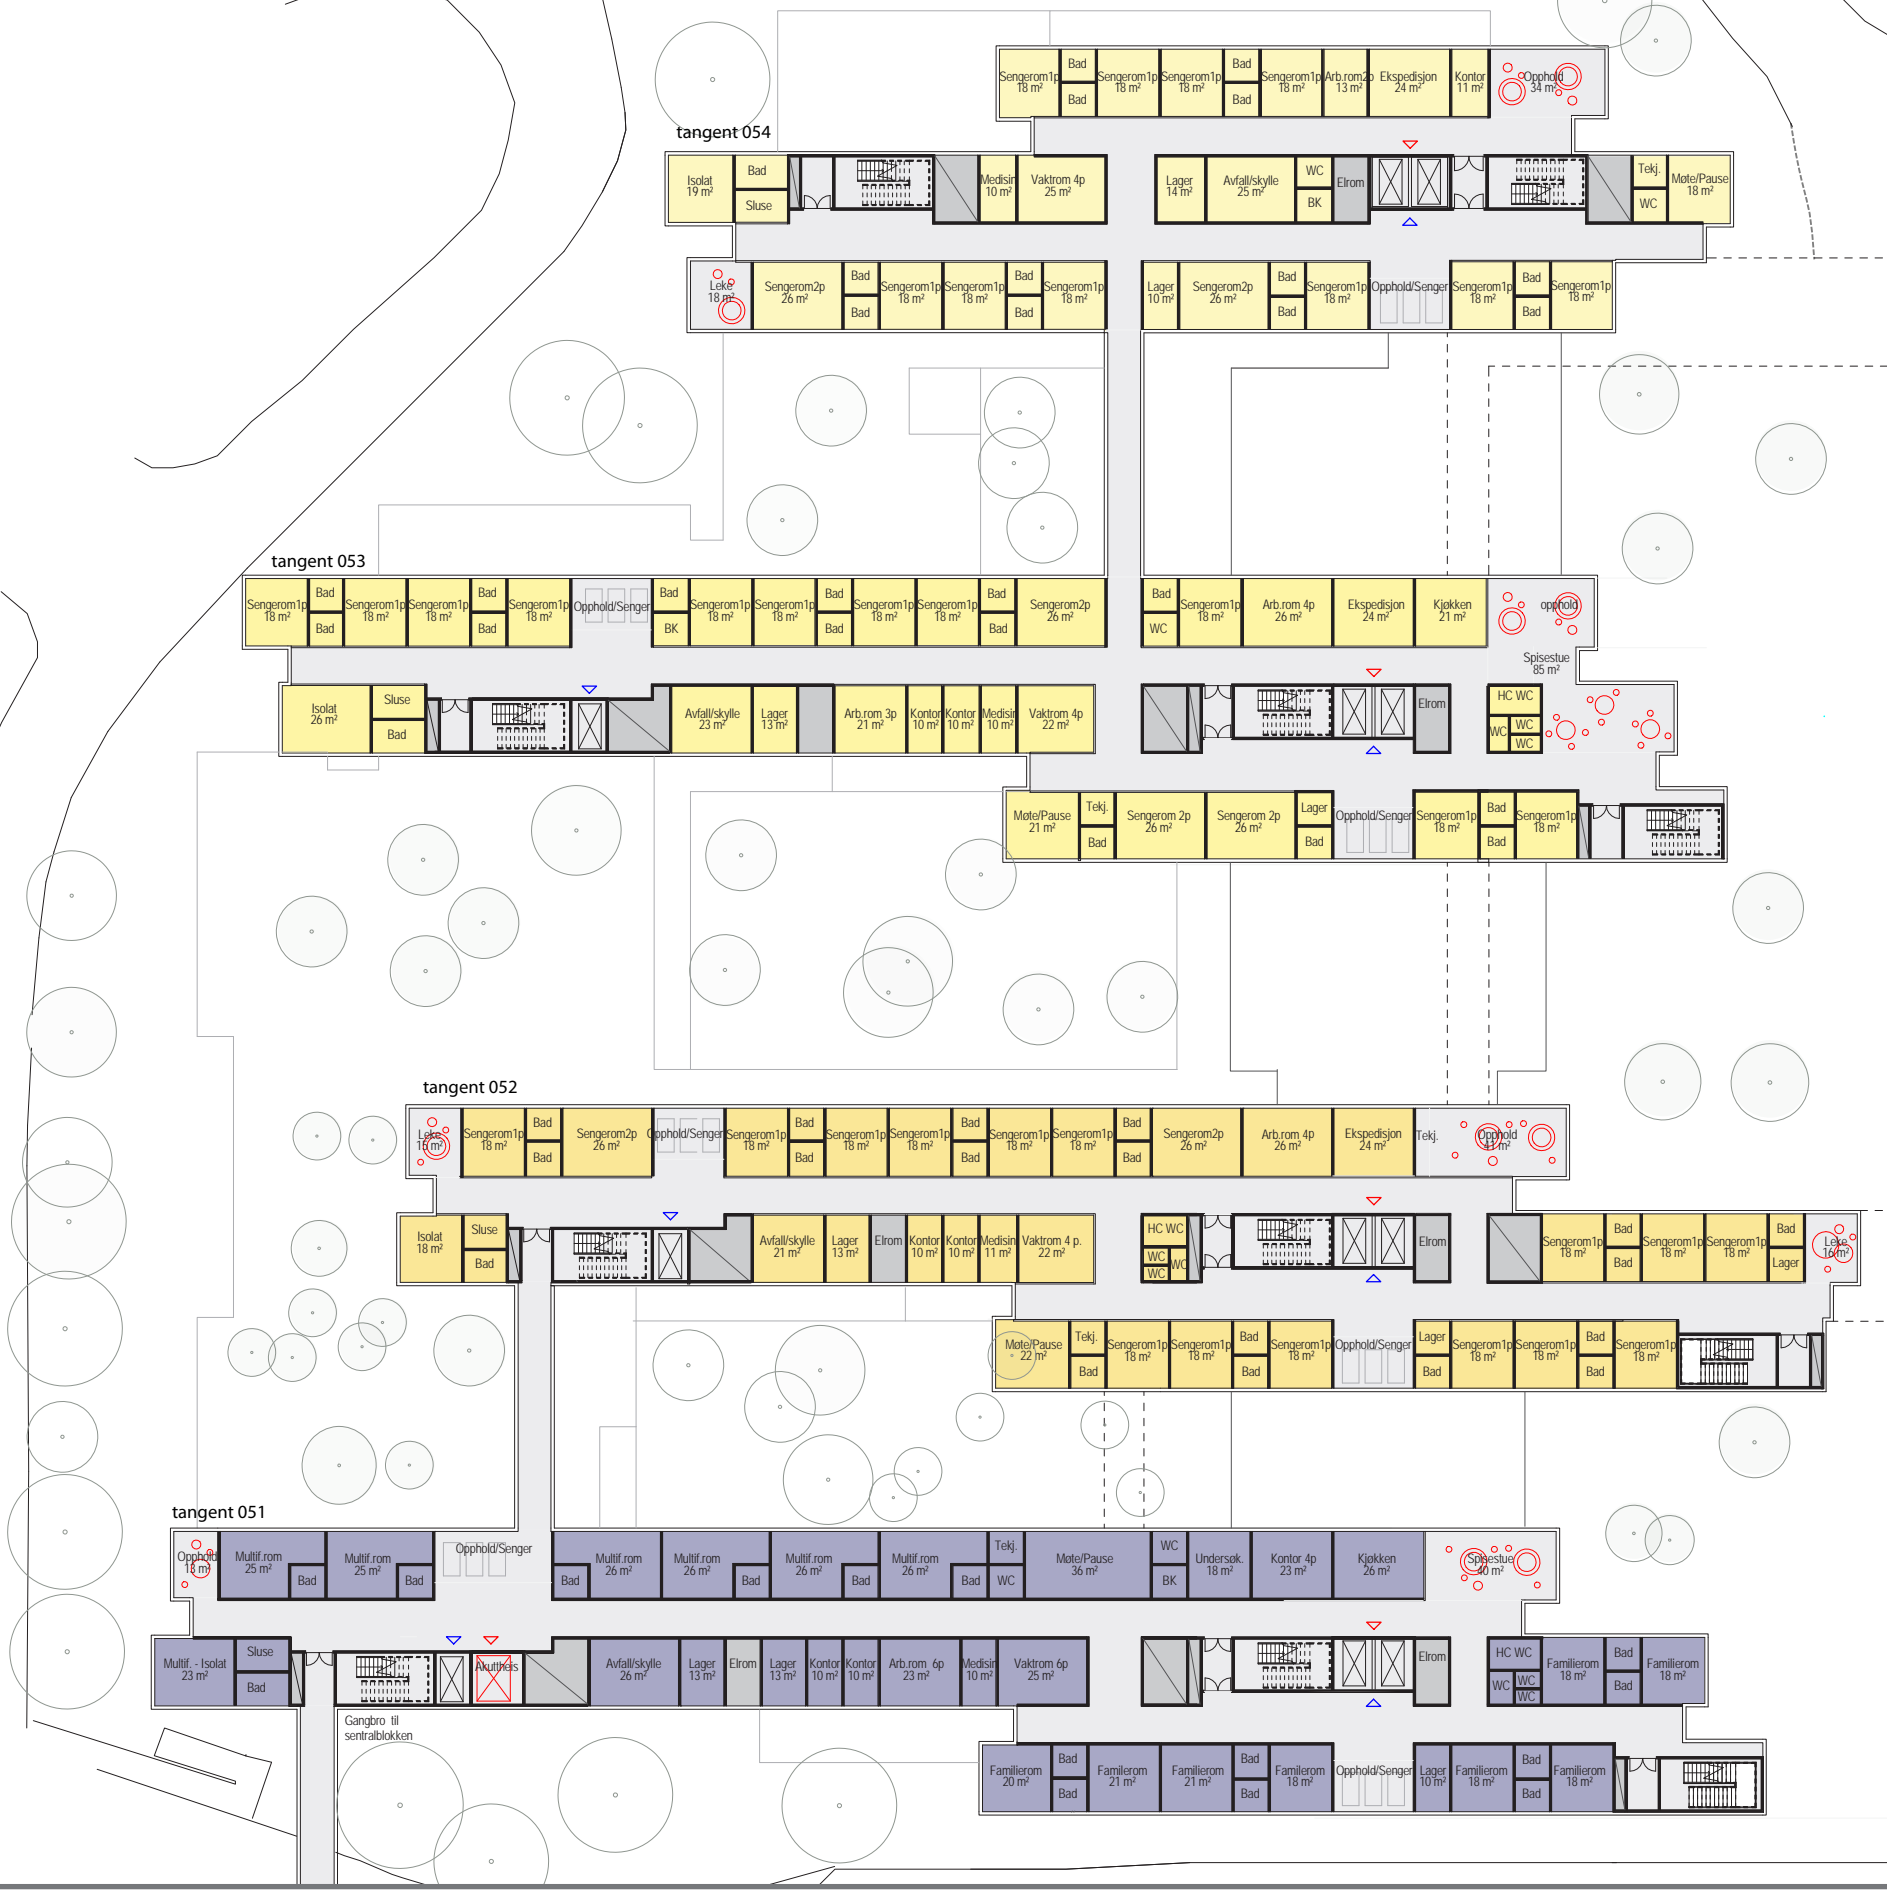 Sengerom1p
18 m²
Bad
Bad
Sengerom1p
18 m²
Sengerom1p
18 m²
Bad
Bad
Sengerom1p
18 m²
Arb.rom2p
13 m²
Ekspedisjon
24 m²
Kontor
11 m²
Opphold
34 m²
tangent 054
Isolat
19 m²
Bad
Sluse
Medisin
10 m²
Vaktrom 4p
25 m²
Lager
14 m²
Avfall/skylle
25 m²
WC
BK
Elrom
Tekj.
WC
Møte/Pause
18 m²
Leke
18 m²
Sengerom2p
26 m²
Bad
Bad
Sengerom1p
18 m²
Sengerom1p
18 m²
Bad
Bad
Sengerom1p
18 m²
Lager
10 m²
Sengerom2p
26 m²
Bad
Bad
Sengerom1p
18 m²
Opphold/Senger
Sengerom1p
18 m²
Bad
Bad
Sengerom1p
18 m²
tangent 053
Sengerom1p
18 m²
Bad
Bad
Sengerom1p
18 m²
Sengerom1p
18 m²
Bad
Bad
Sengerom1p
18 m²
Opphold/Senger
Bad
BK
Sengerom1p
18 m²
Sengerom1p
18 m²
Bad
Bad
Sengerom1p
18 m²
Sengerom1p
18 m²
Bad
Bad
Sengerom2p
26 m²
Bad
WC
Sengerom1p
18 m²
Arb.rom 4p
26 m²
Ekspedisjon
24 m²
Kjøkken
21 m²
opphold
Spisestue
85 m²
Isolat
26 m²
Sluse
Bad
Avfall/skylle
23 m²
Lager
13 m²
Arb.rom 3p
21 m²
Kontor
10 m²
Kontor
10 m²
Medisin
10 m²
Vaktrom 4p
22 m²
Elrom
HC WC
WC
WC
WC
Møte/Pause
21 m²
Tekj.
Bad
Sengerom 2p
26 m²
Sengerom 2p
26 m²
Lager
Bad
Opphold/Senger
Sengerom1p
18 m²
Bad
Bad
Sengerom1p
18 m²
tangent 052
Leke
16 m²
Sengerom1p
18 m²
Bad
Bad
Sengerom2p
26 m²
Opphold/Senger
Sengerom1p
18 m²
Bad
Bad
Sengerom1p
18 m²
Sengerom1p
18 m²
Bad
Bad
Sengerom1p
18 m²
Sengerom1p
18 m²
Bad
Bad
Sengerom2p
26 m²
Arb.rom 4p
26 m²
Ekspedisjon
24 m²
Tekj.
Opphold
41 m²
Isolat
18 m²
Sluse
Bad
Avfall/skylle
21 m²
Lager
13 m²
Elrom
Kontor
10 m²
Kontor
10 m²
Medisin
11 m²
Vaktrom 4 p.
22 m²
HC WC
WC
WC
WC
Elrom
Sengerom1p
18 m²
Bad
Bad
Sengerom1p
18 m²
Sengerom1p
18 m²
Bad
Lager
Leke
16 m²
Møte/Pause
22 m²
Tekj.
Bad
Sengerom1p
18 m²
Sengerom1p
18 m²
Bad
Bad
Sengerom1p
18 m²
Opphold/Senger
Lager
Bad
Sengerom1p
18 m²
Sengerom1p
18 m²
Bad
Bad
Sengerom1p
18 m²
tangent 051
Opphold
13 m²
Multif.rom
25 m²
Bad
Multif.rom
25 m²
Bad
Opphold/Senger
Bad
Multif.rom
26 m²
Multif.rom
26 m²
Bad
Multif.rom
26 m²
Bad
Multif.rom
26 m²
Bad
Tekj.
WC
Møte/Pause
36 m²
WC
BK
Undersøk.
18 m²
Kontor 4p
23 m²
Kjøkken
26 m²
Spisestue
40 m²
Multif. - Isolat
23 m²
Sluse
Bad
Akuttheis
Avfall/skylle
26 m²
Lager
13 m²
Elrom
Lager
13 m²
Kontor
10 m²
Kontor
10 m²
Arb.rom 6p
23 m²
Medisin
10 m²
Vaktrom 6p
25 m²
Elrom
HC WC
WC
WC
WC
Familierom
18 m²
Bad
Bad
Familierom
18 m²
Gangbro til
sentralblokken
Familierom
20 m²
Bad
Bad
Familerom
21 m²
Familierom
21 m²
Bad
Bad
Familerom
18 m²
Opphold/Senger
Lager
10 m²
Familierom
18 m²
Bad
Bad
Familierom
18 m²